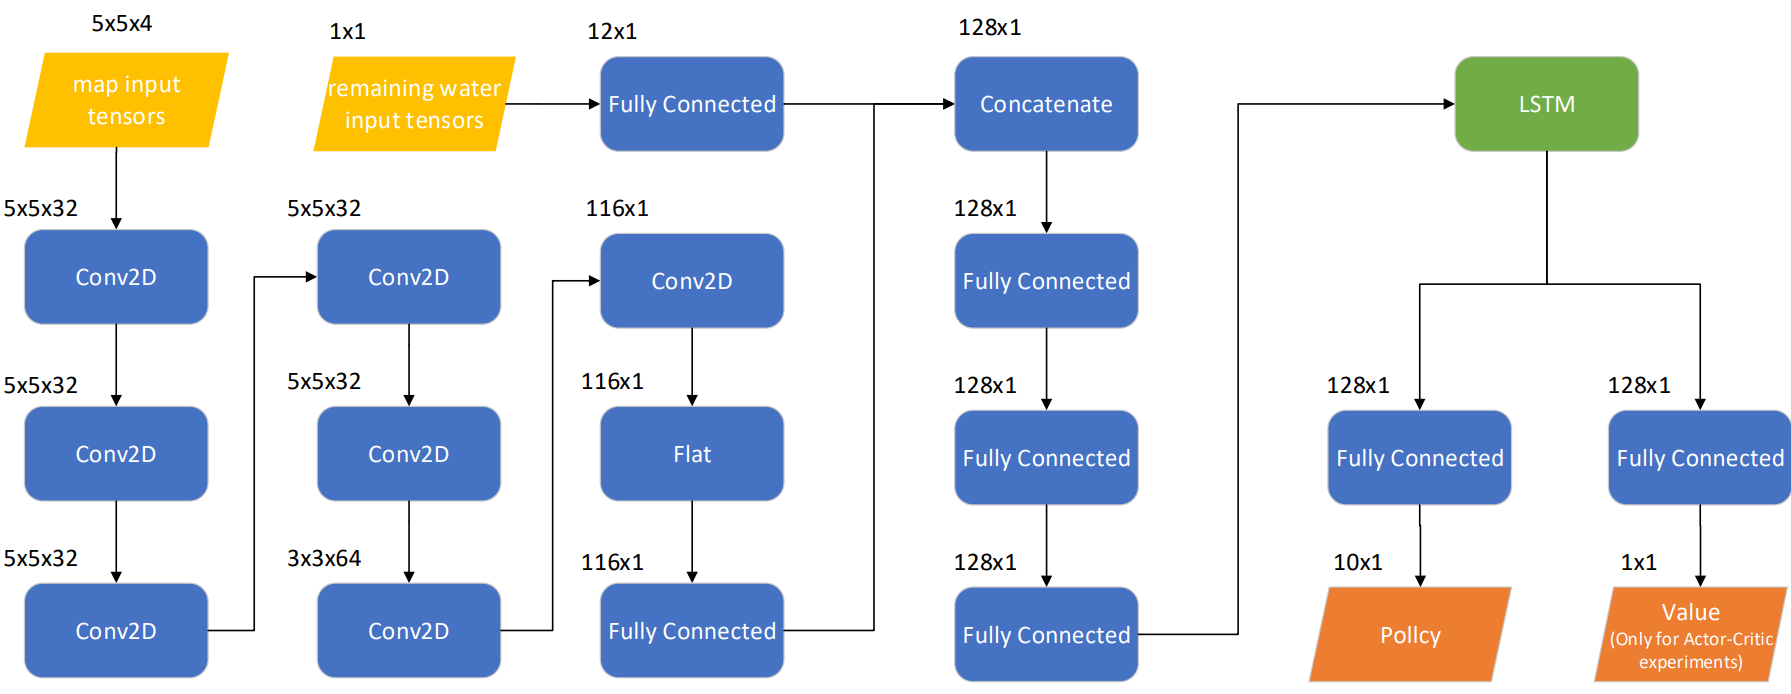 5x5x4
map input
tensors
1x1
remaining water
input tensors
12x1
Fully Connected
128x1
Concatenate
LSTM
5x5x32
Conv2D
5x5x32
Conv2D
116x1
Conv2D
128x1
Fully Connected
5x5x32
Conv2D
5x5x32
Conv2D
116x1
Flat
128x1
Fully Connected
128x1
Fully Connected
128x1
Fully Connected
5x5x32
Conv2D
3x3x64
Conv2D
116x1
Fully Connected
128x1
Fully Connected
10x1
Pollcy
1x1
Value
(Only for Actor-Critic
experiments)